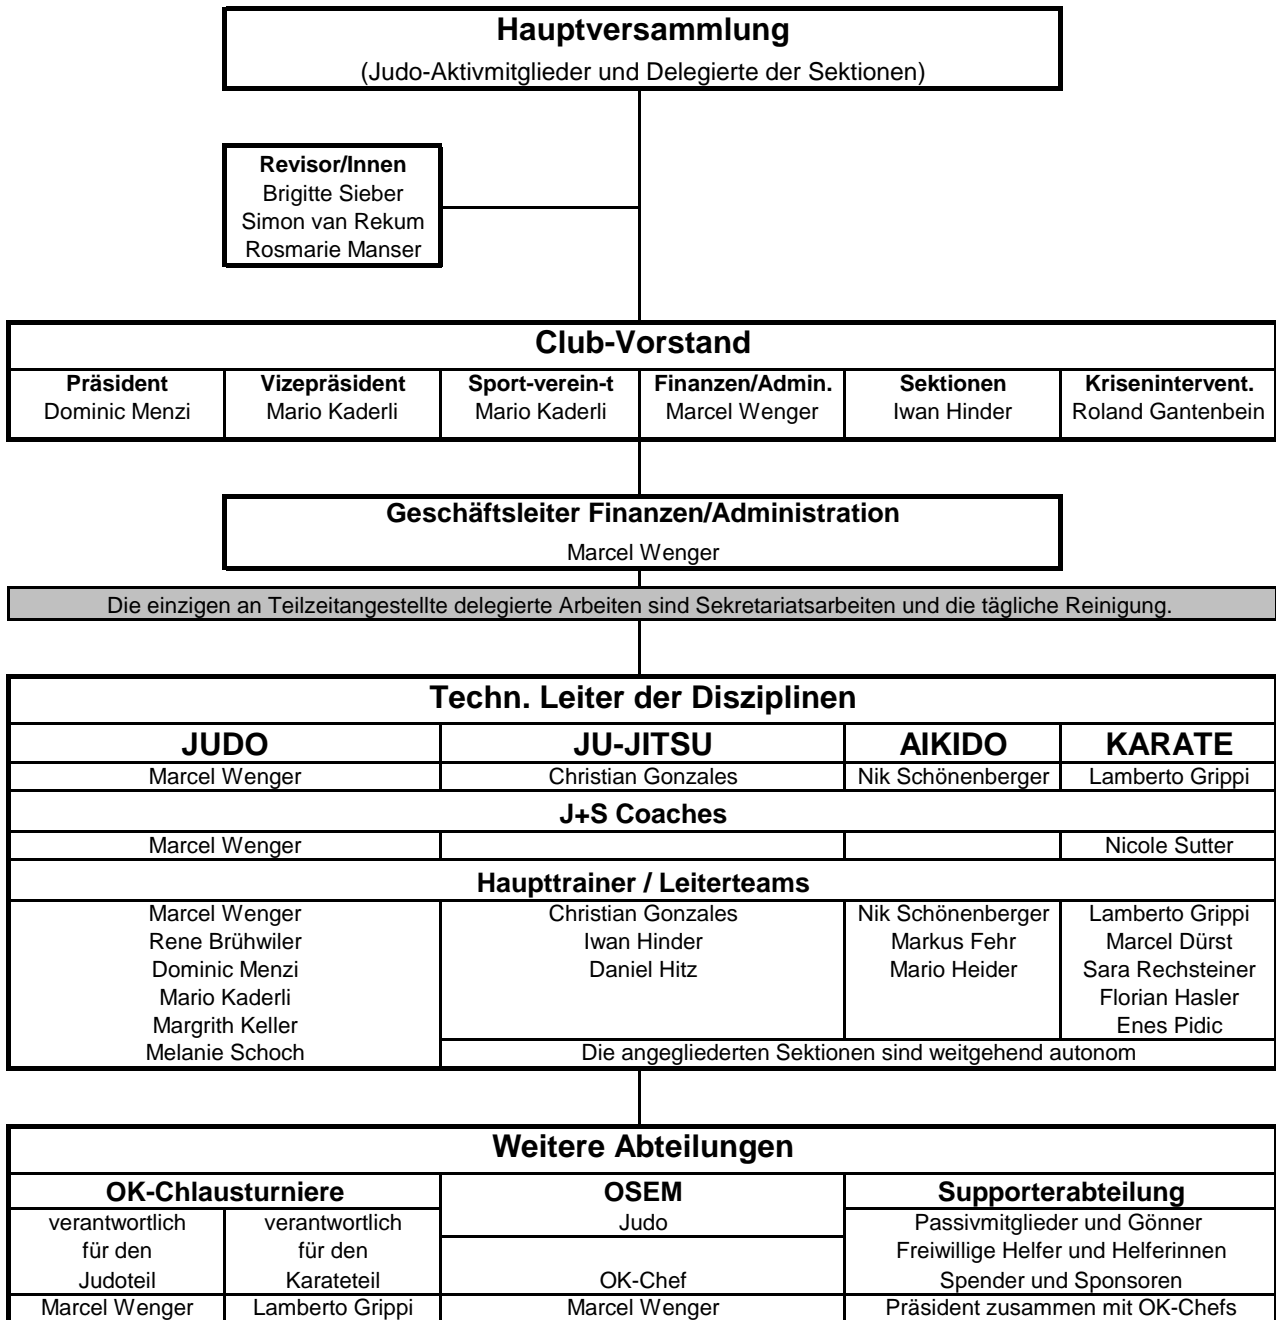 Hauptversammlung
(Judo-Aktivmitglieder und Delegierte der Sektionen)
Revisor/Innen
Brigitte Sieber
Simon van Rekum
Rosmarie Manser
Club-Vorstand
Präsident Vizepräsident Sport-verein-t Finanzen/Admin. Sektionen Krisenintervent.
Dominic Menzi Mario Kaderli Mario Kaderli Marcel Wenger Iwan Hinder Roland Gantenbein
Geschäftsleiter Finanzen/Administration
Marcel Wenger
Die einzigen an Teilzeitangestellte delegierte Arbeiten sind Sekretariatsarbeiten und die tägliche Reinigung.
Techn. Leiter der Disziplinen
JUDO JU-JITSU AIKIDO KARATE
Marcel Wenger Christian Gonzales Nik Schönenberger Lamberto Grippi
J+S Coaches
Marcel Wenger Nicole Sutter
Haupttrainer / Leiterteams
Marcel Wenger Christian Gonzales Nik Schönenberger Lamberto Grippi
Rene Brühwiler Iwan Hinder Markus Fehr Marcel Dürst
Dominic Menzi Daniel Hitz Mario Heider Sara Rechsteiner
Mario Kaderli Florian Hasler
Margrith Keller Enes Pidic
Melanie Schoch Die angegliederten Sektionen sind weitgehend autonom
Weitere Abteilungen
OK-Chlausturniere OSEM Supporterabteilung
verantwortlich verantwortlich Judo Passivmitglieder und Gönner
für den für den Freiwillige Helfer und Helferinnen
Judoteil Karateteil OK-Chef Spender und Sponsoren
Marcel Wenger Lamberto Grippi Marcel Wenger Präsident zusammen mit OK-Chefs